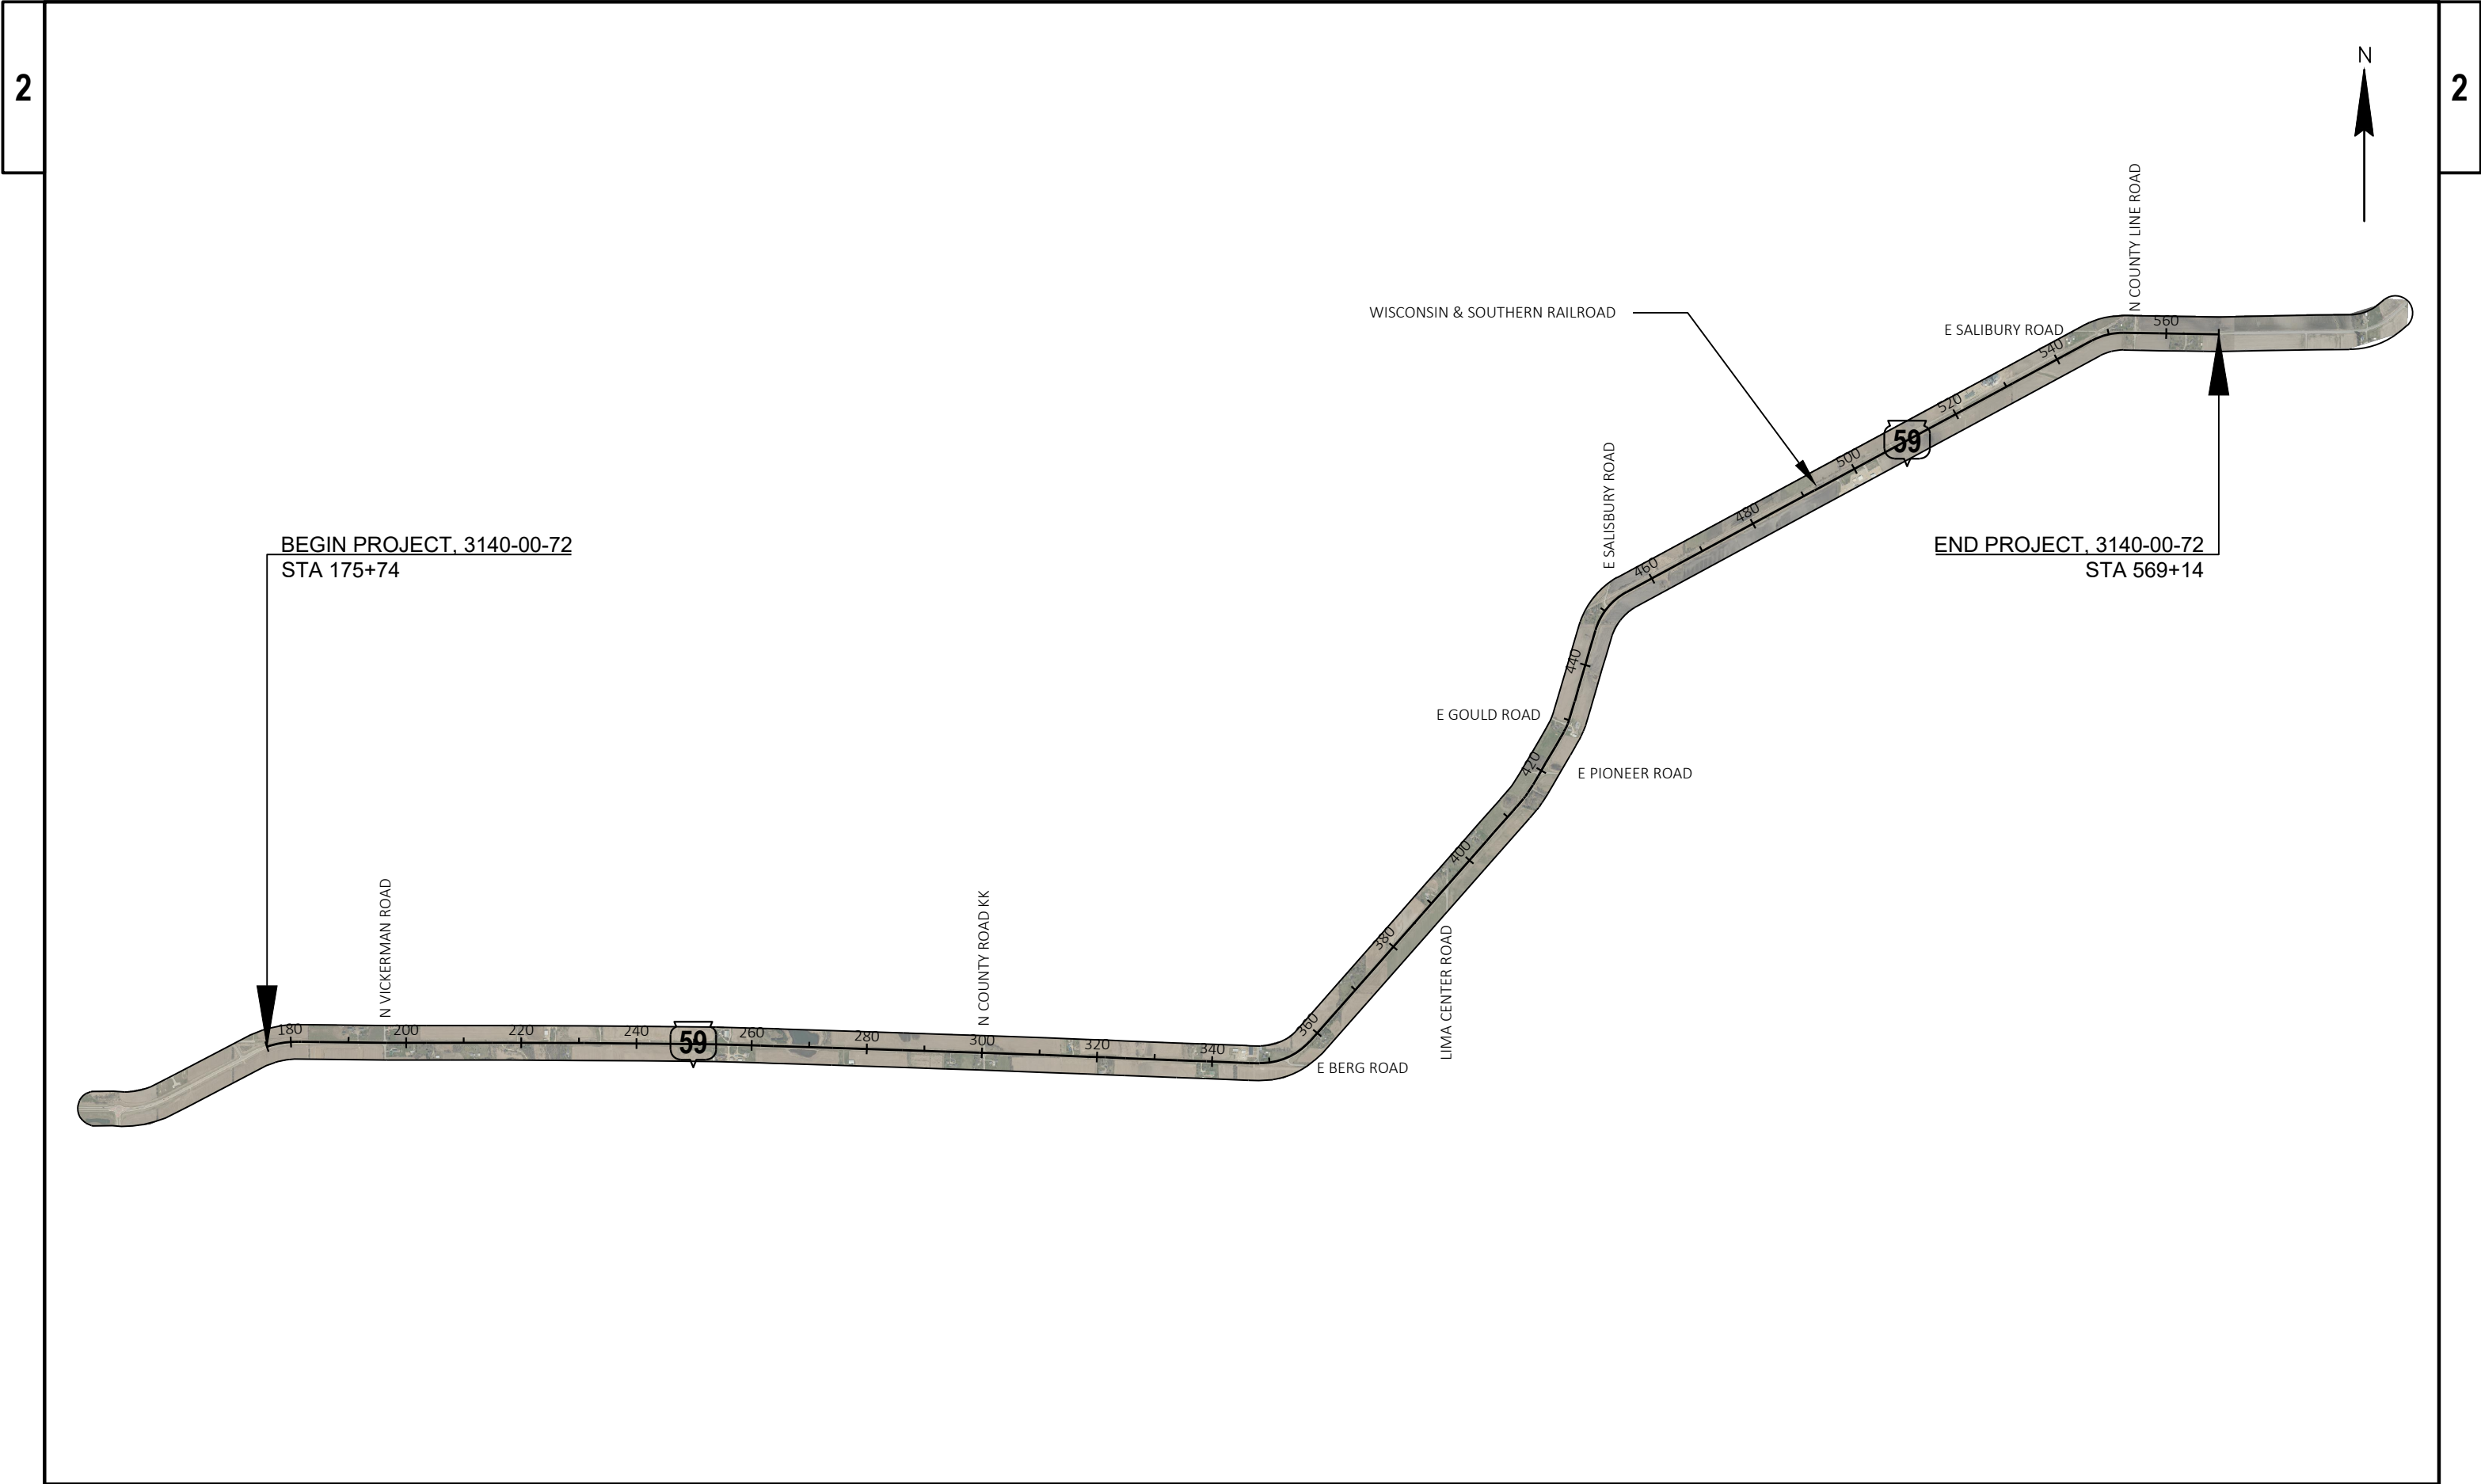 2
2
N
N COUNTY LINE ROAD
WISCONSIN & SOUTHERN RAILROAD
E SALIBURY ROAD
560
540
520
59
500
E SALISBURY ROAD
480
BEGIN PROJECT, 3140-00-72
STA 175+74
END PROJECT, 3140-00-72
STA 569+14
460
440
E GOULD ROAD
420
E PIONEER ROAD
400
N VICKERMAN ROAD
N COUNTY ROAD KK
380
LIMA CENTER ROAD
360
180
200
220
240
59
260
280
300
320
340
E BERG ROAD